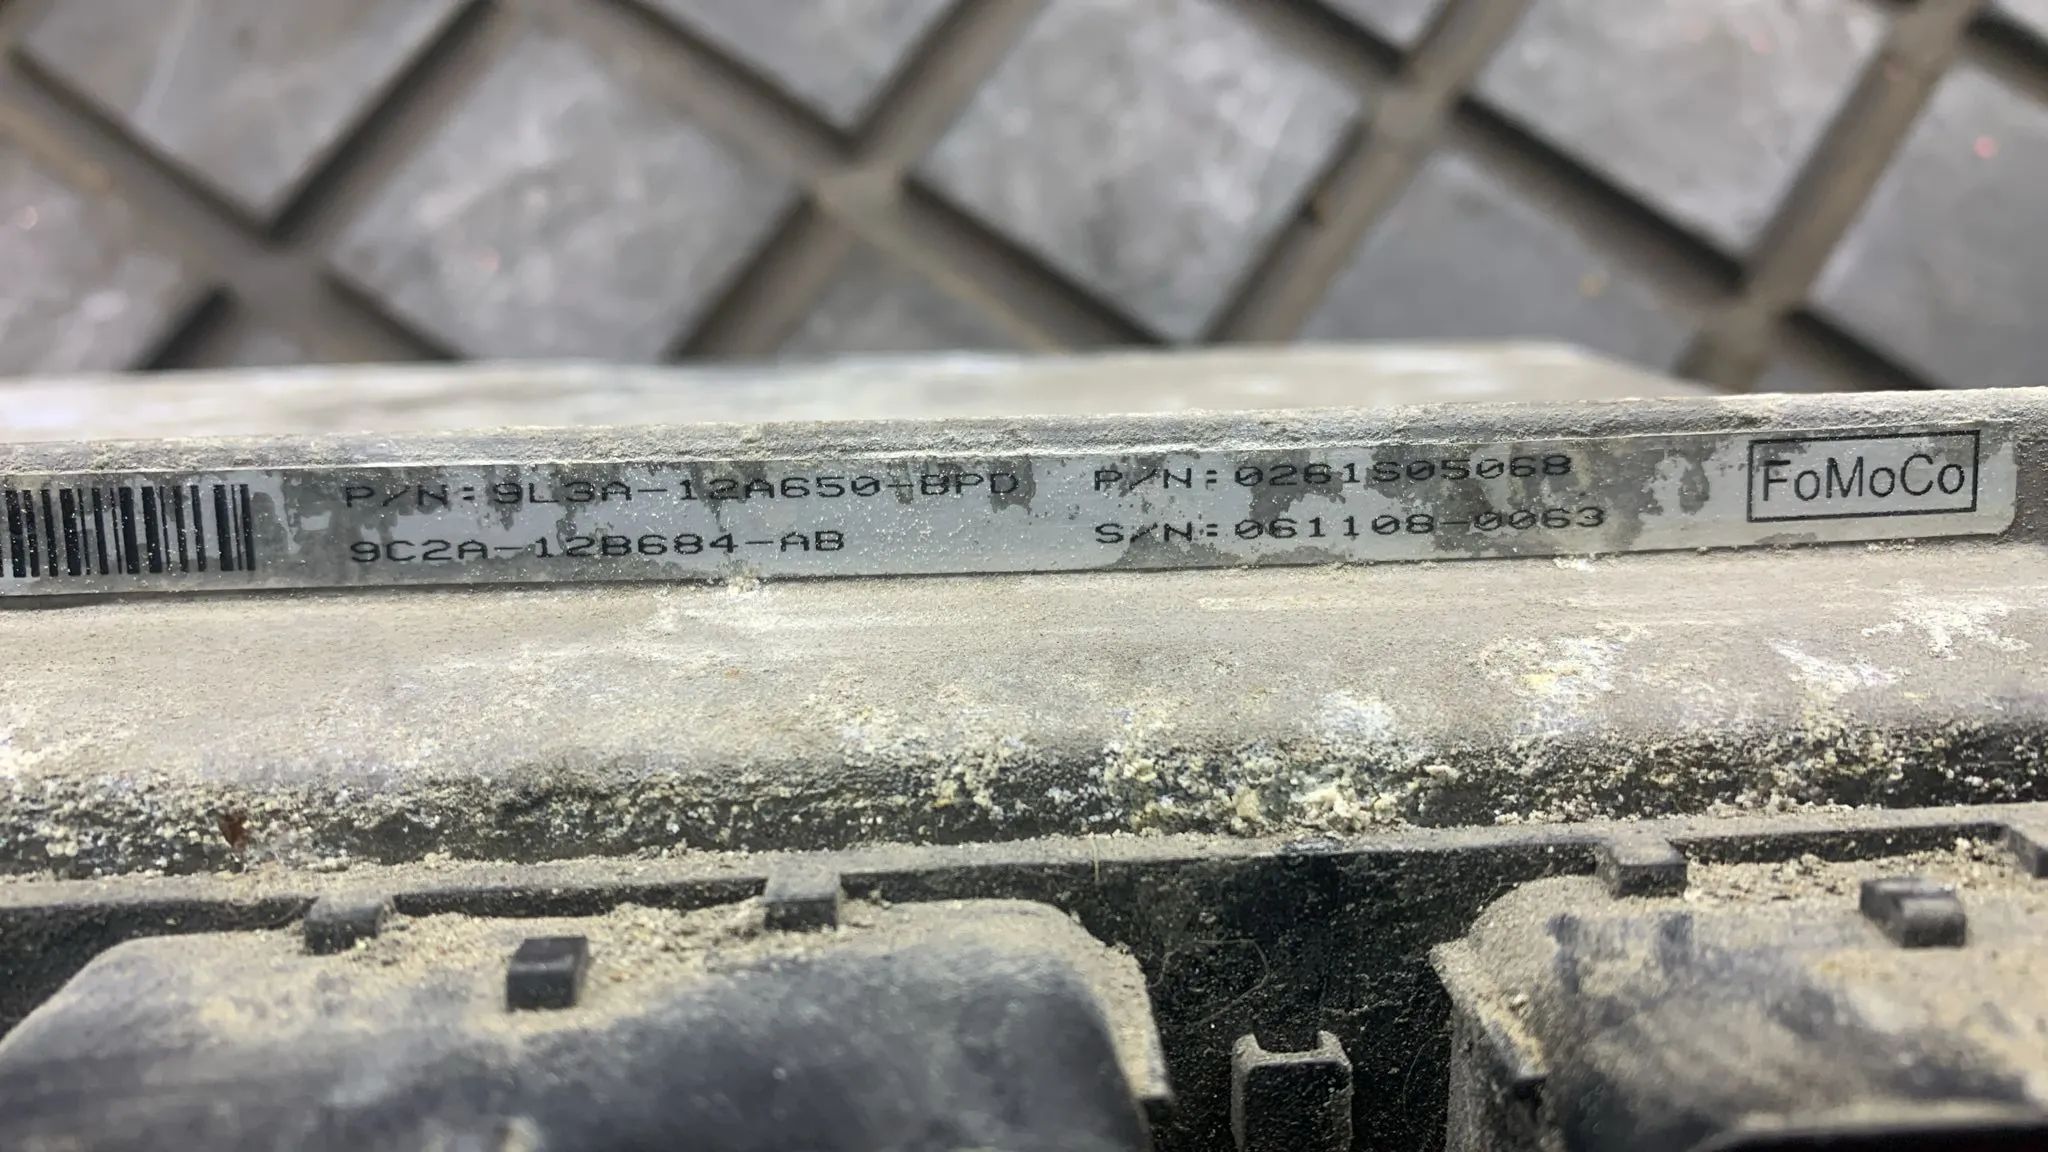 P/N:9L3A-12A650-BPD P/N:0261S05068 FoMoCo
9C2A-12B684-AB S/N:061108-0063